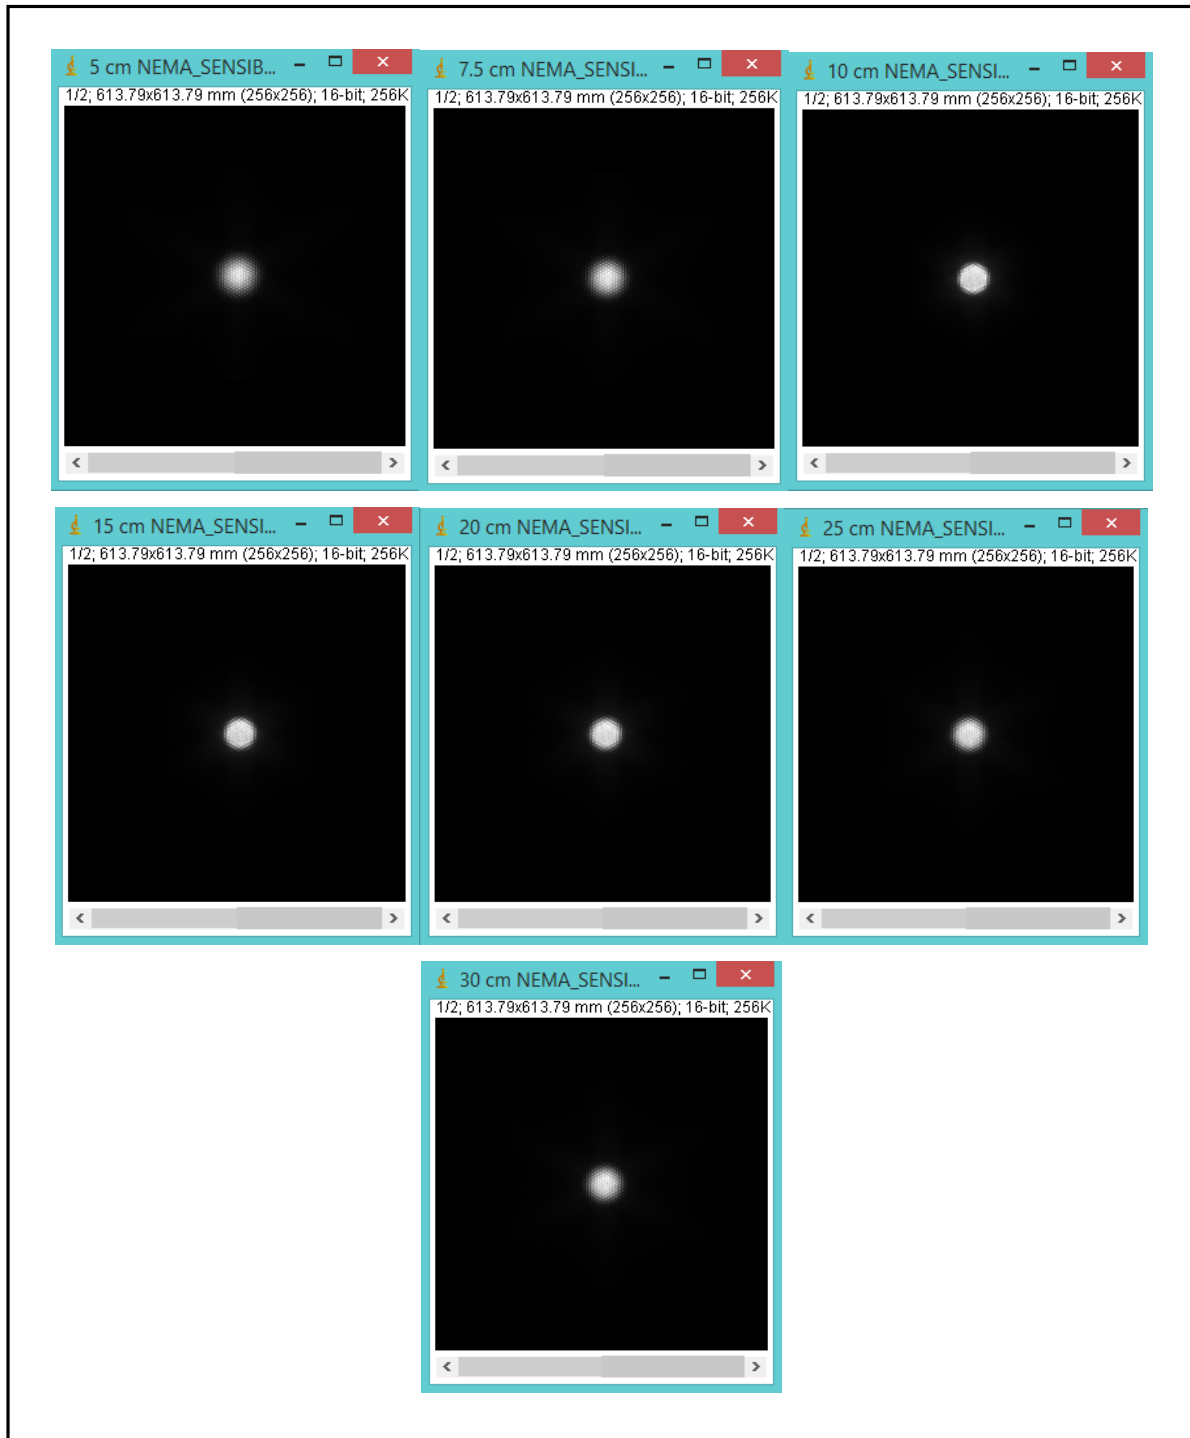 5 cm NEMA_SENSIB...
1/2; 613.79x613.79 mm (256x256); 16-bit; 256K
7.5 cm NEMA_SENSI...
1/2; 613.79x613.79 mm (256x256); 16-bit; 256K
10 cm NEMA_SENSI...
1/2; 613.79x613.79 mm (256x256); 16-bit; 256K
15 cm NEMA_SENSI...
1/2; 613.79x613.79 mm (256x256); 16-bit; 256K
20 cm NEMA_SENSI...
1/2; 613.79x613.79 mm (256x256); 16-bit; 256K
25 cm NEMA_SENSI...
1/2; 613.79x613.79 mm (256x256); 16-bit; 256K
30 cm NEMA_SENSI...
1/2; 613.79x613.79 mm (256x256); 16-bit; 256K